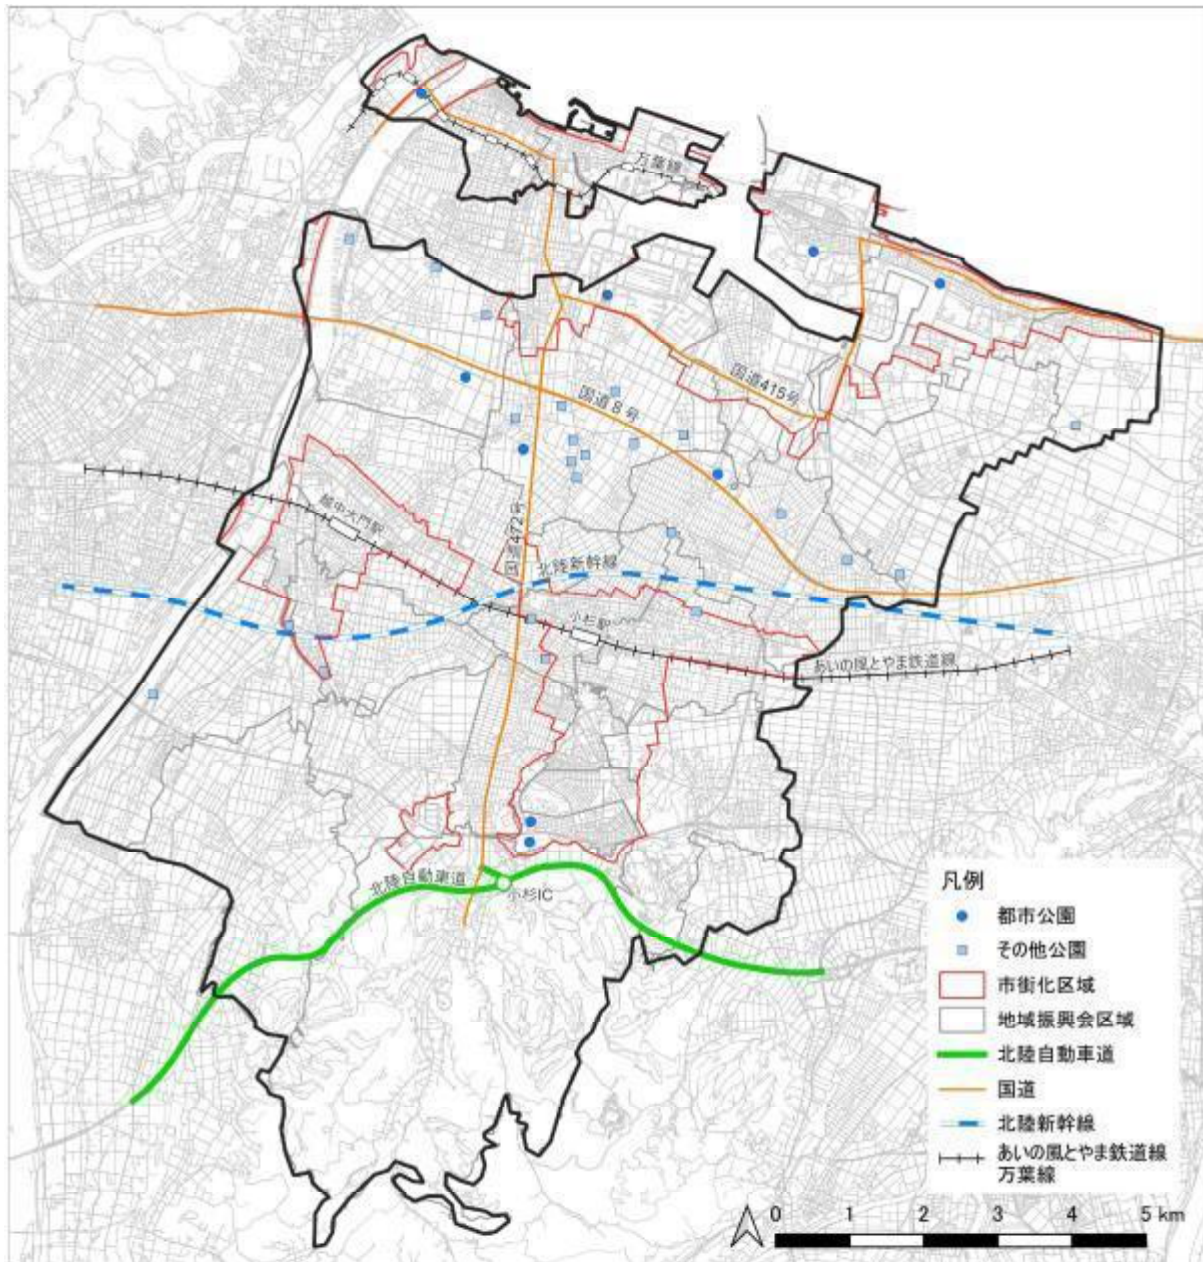 万葉線
国道415号
国道8号
越中大門駅
国道472号
北陸新幹線
小杉駅
あいの風とやま鉄道線
北陸自動車道
小杉IC
凡例
都市公園
その他公園
市街化区域
地域振興会区域
北陸自動車道
国道
北陸新幹線
あいの風とやま鉄道線
万葉線
0 1 2 3 4 5 km